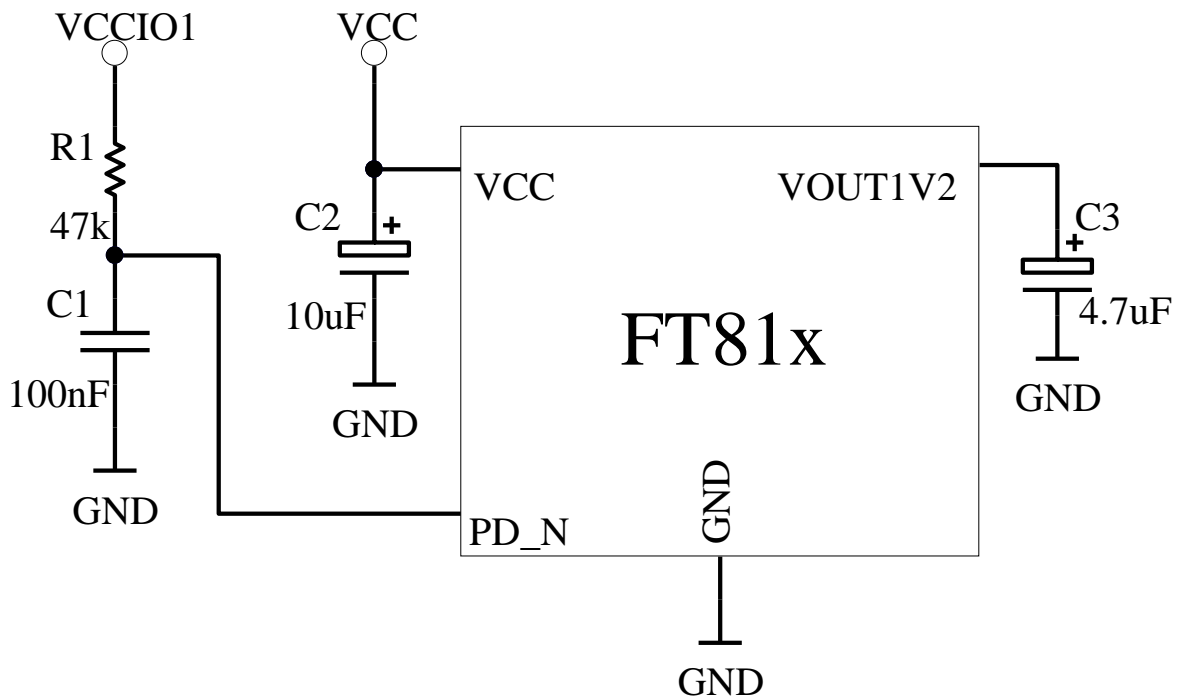 VCCIO1
VCC
R1
47k
C1
100nF
GND
C2
+
10uF
GND
VCC
VOUT1V2
FT81x
PD_N
GND
GND
C3
+
4.7uF
GND